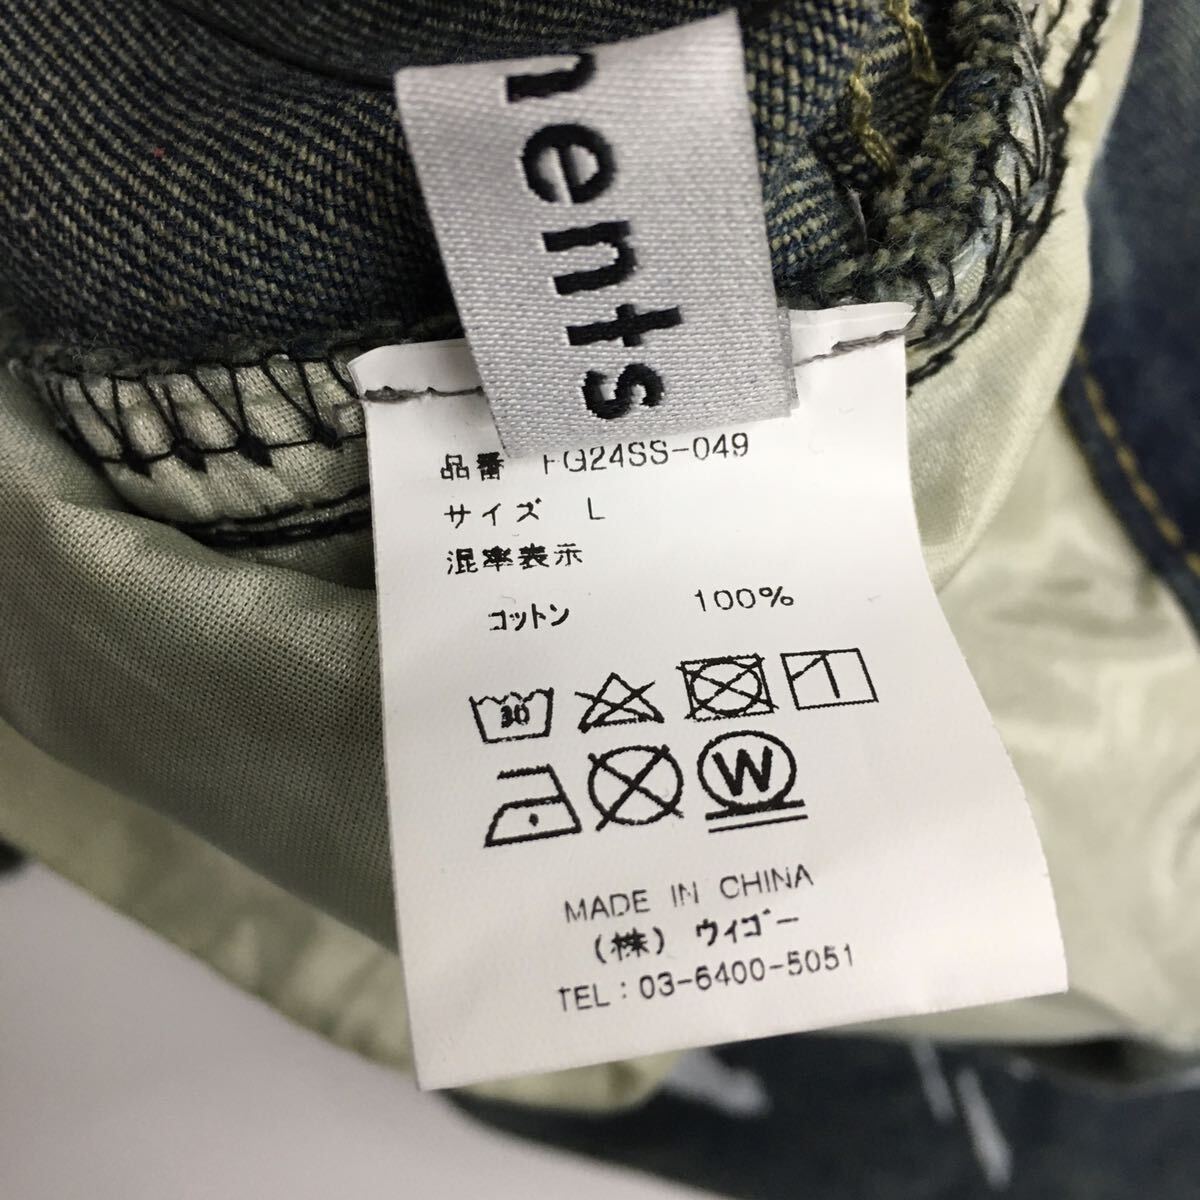 nents
品番 FG24SS-049
サイズ L
混率表示
コットン 100%
30
W
MADE IN CHINA
(株) ウィゴー
TEL : 03-6400-5051